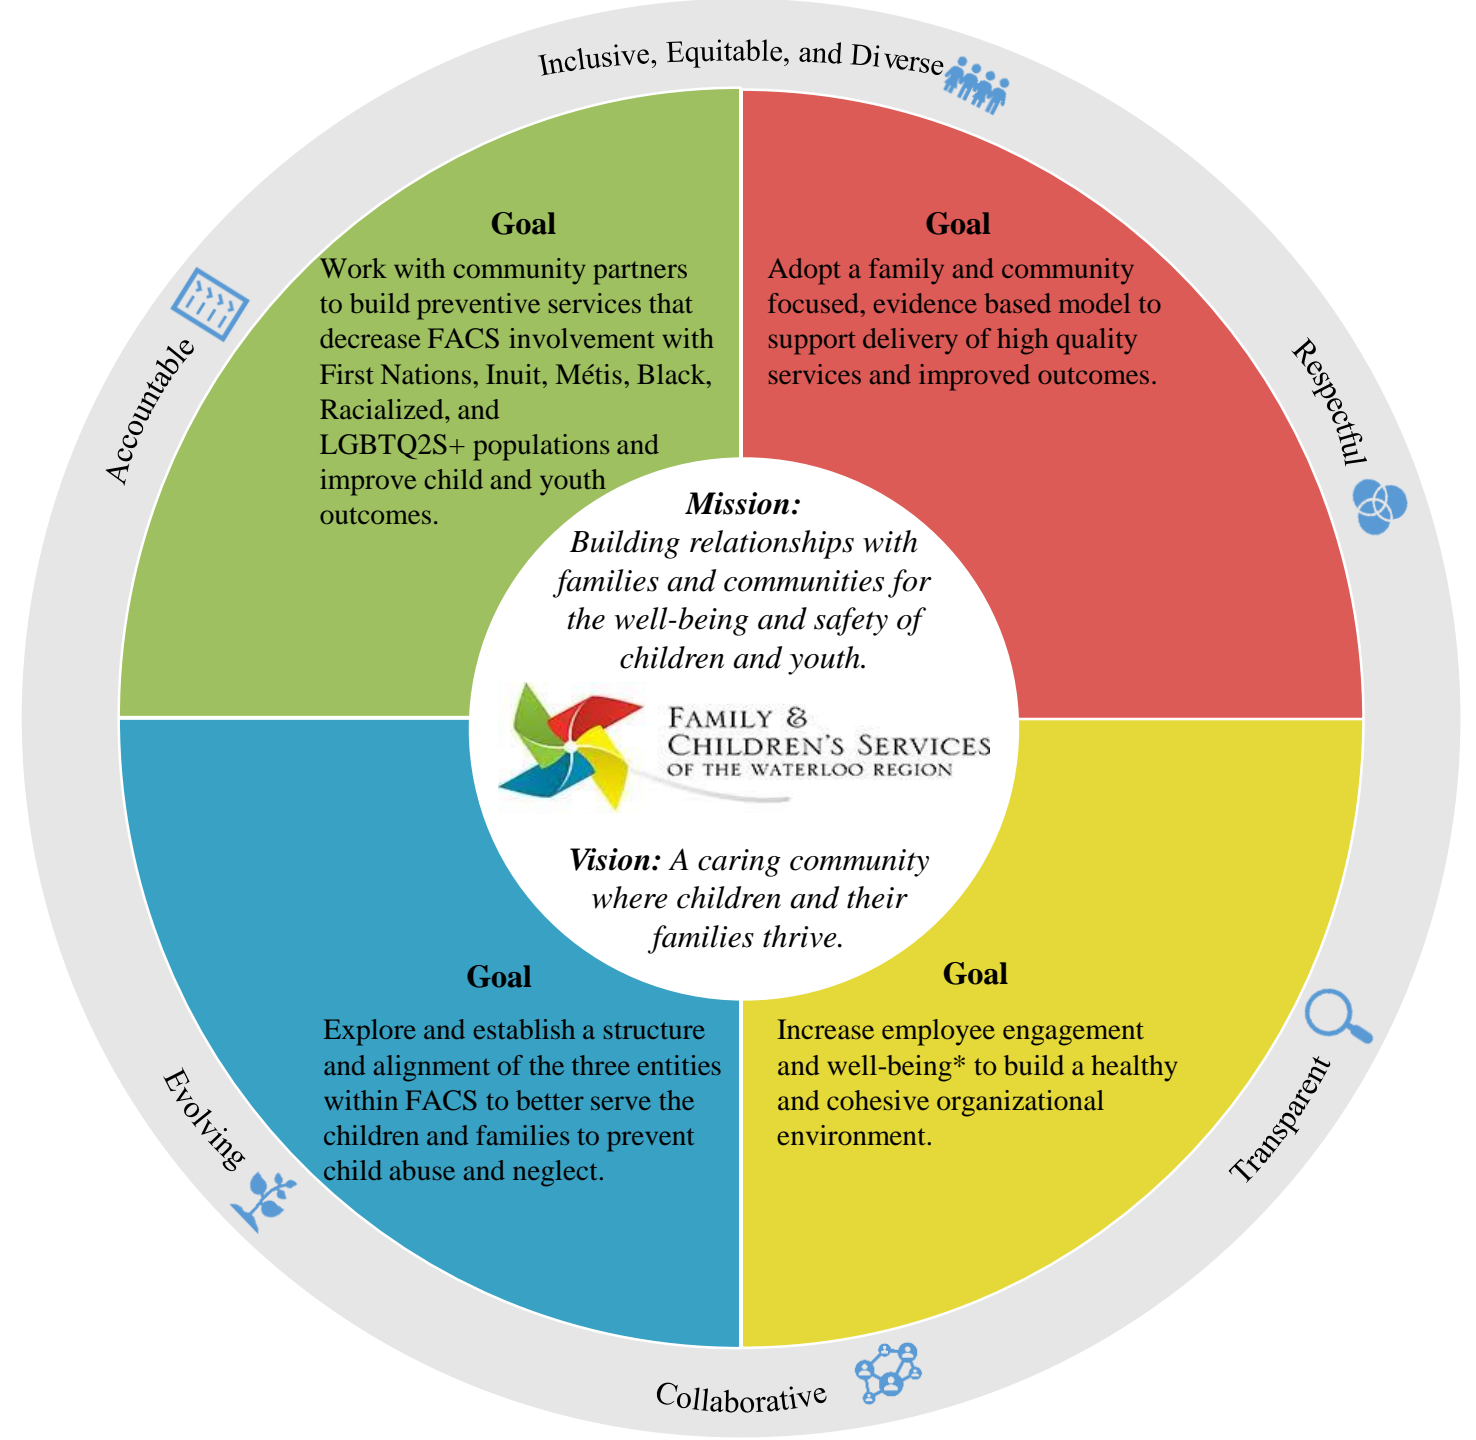 Inclusive, Equitable, and Diverse
Accountable
Respectful
Goal
Work with community partners
to build preventive services that
decrease FACS involvement with
First Nations, Inuit, Métis, Black,
Racialized, and
LGBTQ2S+ populations and
improve child and youth
outcomes.
Goal
Adopt a family and community
focused, evidence based model to
support delivery of high quality
services and improved outcomes.
Mission:
Building relationships with
families and communities for
the well-being and safety of
children and youth.
FAMILY &
CHILDREN'S SERVICES
OF THE WATERLOO REGION
Vision: A caring community
where children and their
families thrive.
Goal
Explore and establish a structure
and alignment of the three entities
within FACS to better serve the
children and families to prevent
child abuse and neglect.
Goal
Increase employee engagement
and well-being* to build a healthy
and cohesive organizational
environment.
Evolving
Transparent
Collaborative